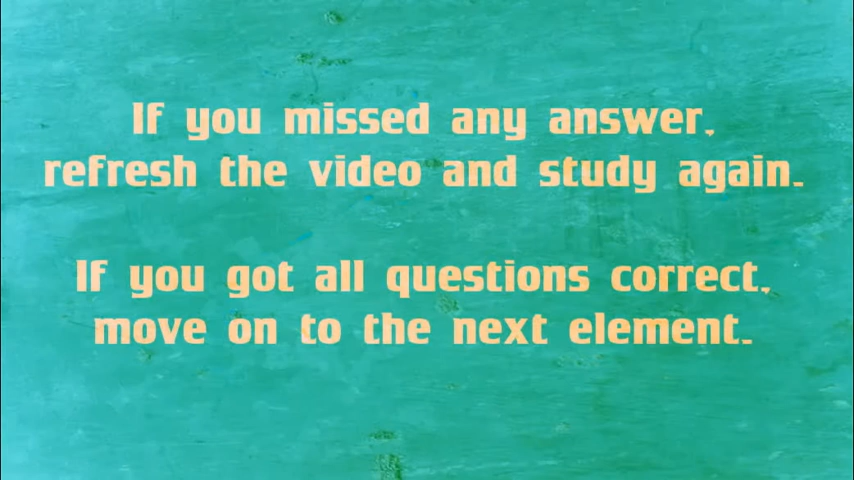 If you missed any answer,
refresh the video and study again.
If you got all questions correct,
move on to the next element.